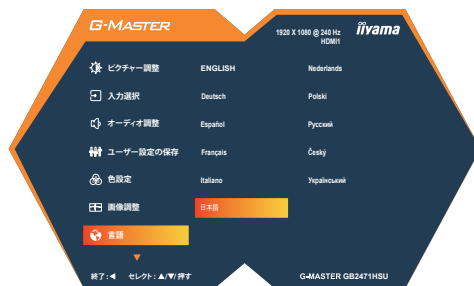 G-MASTER
1920 X 1080 @ 240 Hz
HDMI1
iiyama
ピクチャー調整 ENGLISH Nederlands
入力選択 Deutsch Polski
オーディオ調整 Español Русский
ユーザー設定の保存 Français Český
色設定 Italiano Український
画像調整 日本語
言語
終了:◀ セレクト:▲/▼/押す G-MASTER GB2471HSU